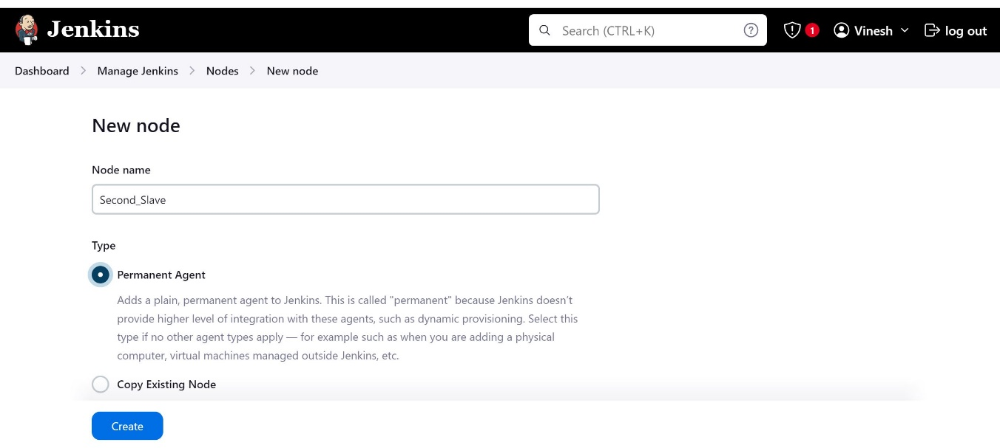 Jenkins
Search (CTRL+K)
?
1
Vinesh
log out
Dashboard > Manage Jenkins > Nodes > New node
New node
Node name
Second_Slave
Type
Permanent Agent
Adds a plain, permanent agent to Jenkins. This is called "permanent" because Jenkins doesn’t
provide higher level of integration with these agents, such as dynamic provisioning. Select this
type if no other agent types apply — for example such as when you are adding a physical
computer, virtual machines managed outside Jenkins, etc.
Copy Existing Node
Create